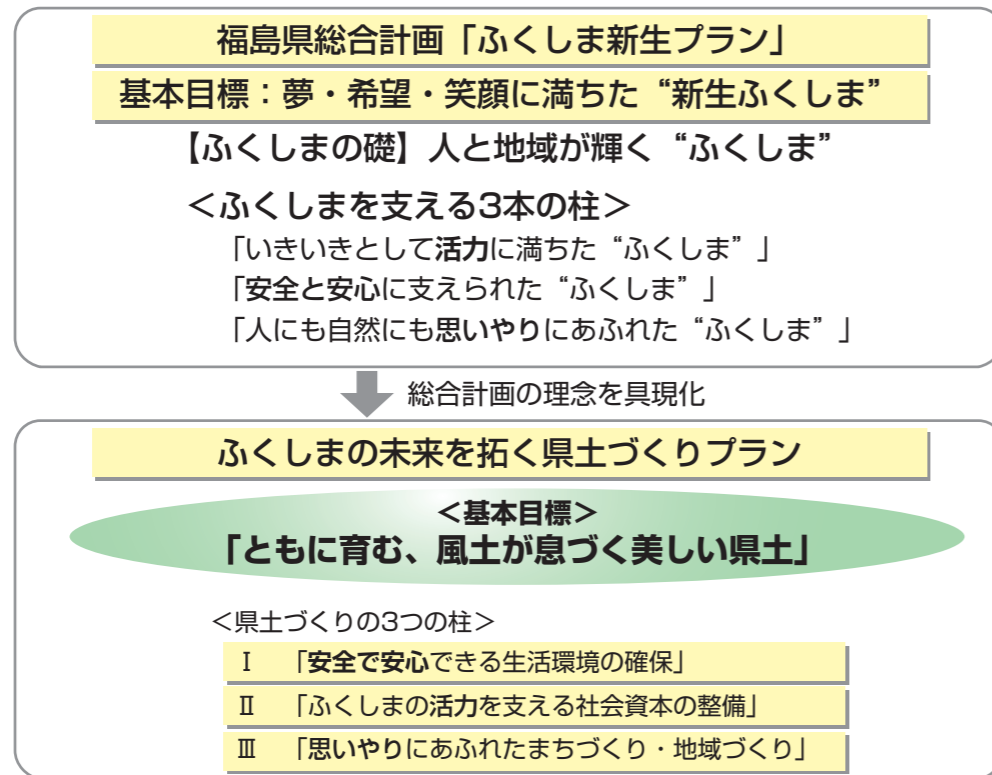 福島県総合計画「ふくしま新生プラン」
基本目標：夢・希望・笑顔に満ちた“新生ふくしま”
【ふくしまの礎】人と地域が輝く“ふくしま”
＜ふくしまを支える3本の柱＞
「いきいきとして活力に満ちた“ふくしま”」
「安全と安心に支えられた“ふくしま”」
「人にも自然にも思いやりにあふれた“ふくしま”」
総合計画の理念を具現化
ふくしまの未来を拓く県土づくりプラン
＜基本目標＞
「ともに育む、風土が息づく美しい県土」
＜県土づくりの3つの柱＞
Ⅰ 「安全で安心できる生活環境の確保」
Ⅱ 「ふくしまの活力を支える社会資本の整備」
Ⅲ 「思いやりにあふれたまちづくり・地域づくり」